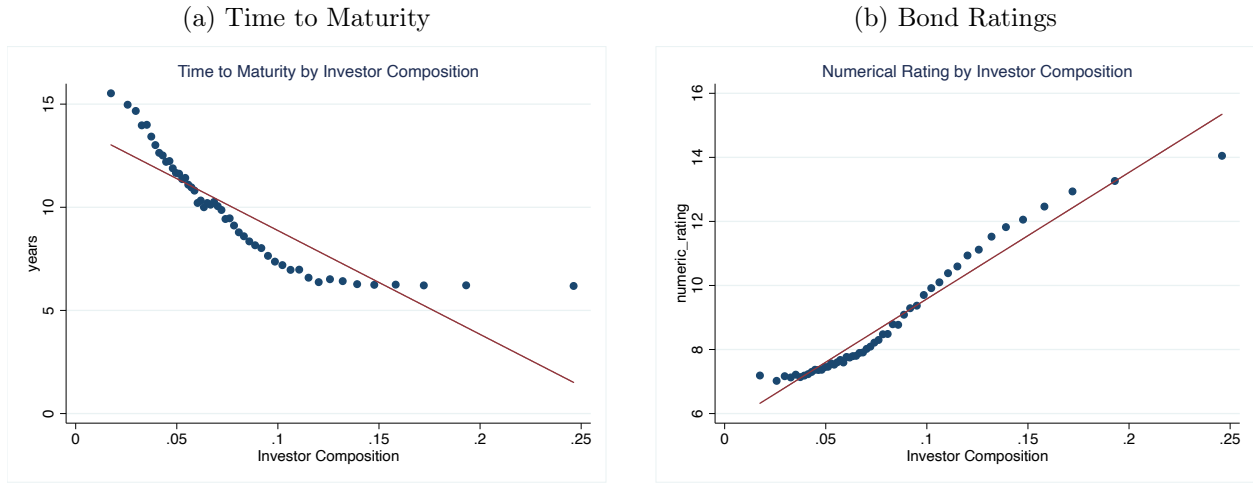 (a) Time to Maturity
Time to Maturity by Investor Composition
years
15
10
5
0
0
.05
.1
.15
.2
.25
Investor Composition
(b) Bond Ratings
Numerical Rating by Investor Composition
numeric_rating
16
14
12
10
8
6
0
.05
.1
.15
.2
.25
Investor Composition